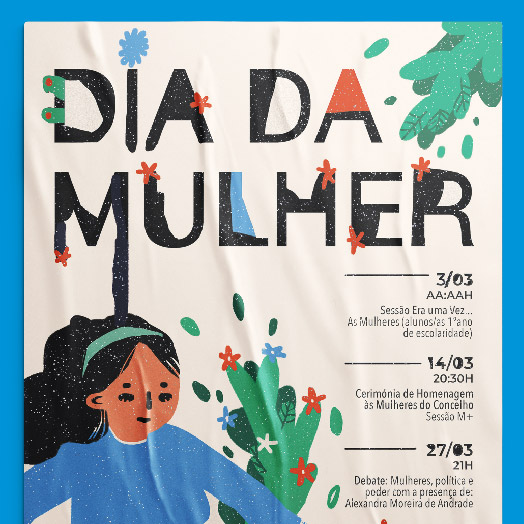 DIA DA
MULHER
3/03
AA:AAH
Sessão Era uma Vez...
As Mulheres (alunos/as 1ºano
de escolaridade)
14/03
20:30H
Cerimónia de Homenagem
às Mulheres do Concelho
Sessão M+
27/03
21H
Debate: Mulheres, política e
poder com a presença de:
Alexandra Moreira de Andrade